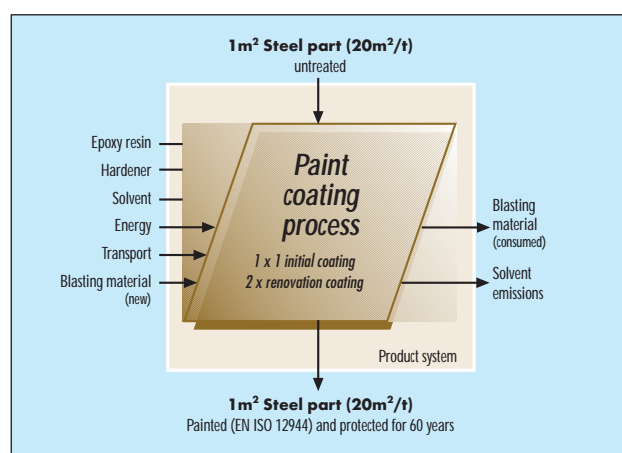 1m² Steel part (20m²/t)
untreated
Epoxy resin
Hardener
Solvent
Energy
Transport
Blasting material
(new)
Paint
coating
process
1 x 1 initial coating
2 x renovation coating
Blasting
material
(consumed)
Solvent
emissions
Product system
1m² Steel part (20m²/t)
Painted (EN ISO 12944) and protected for 60 years